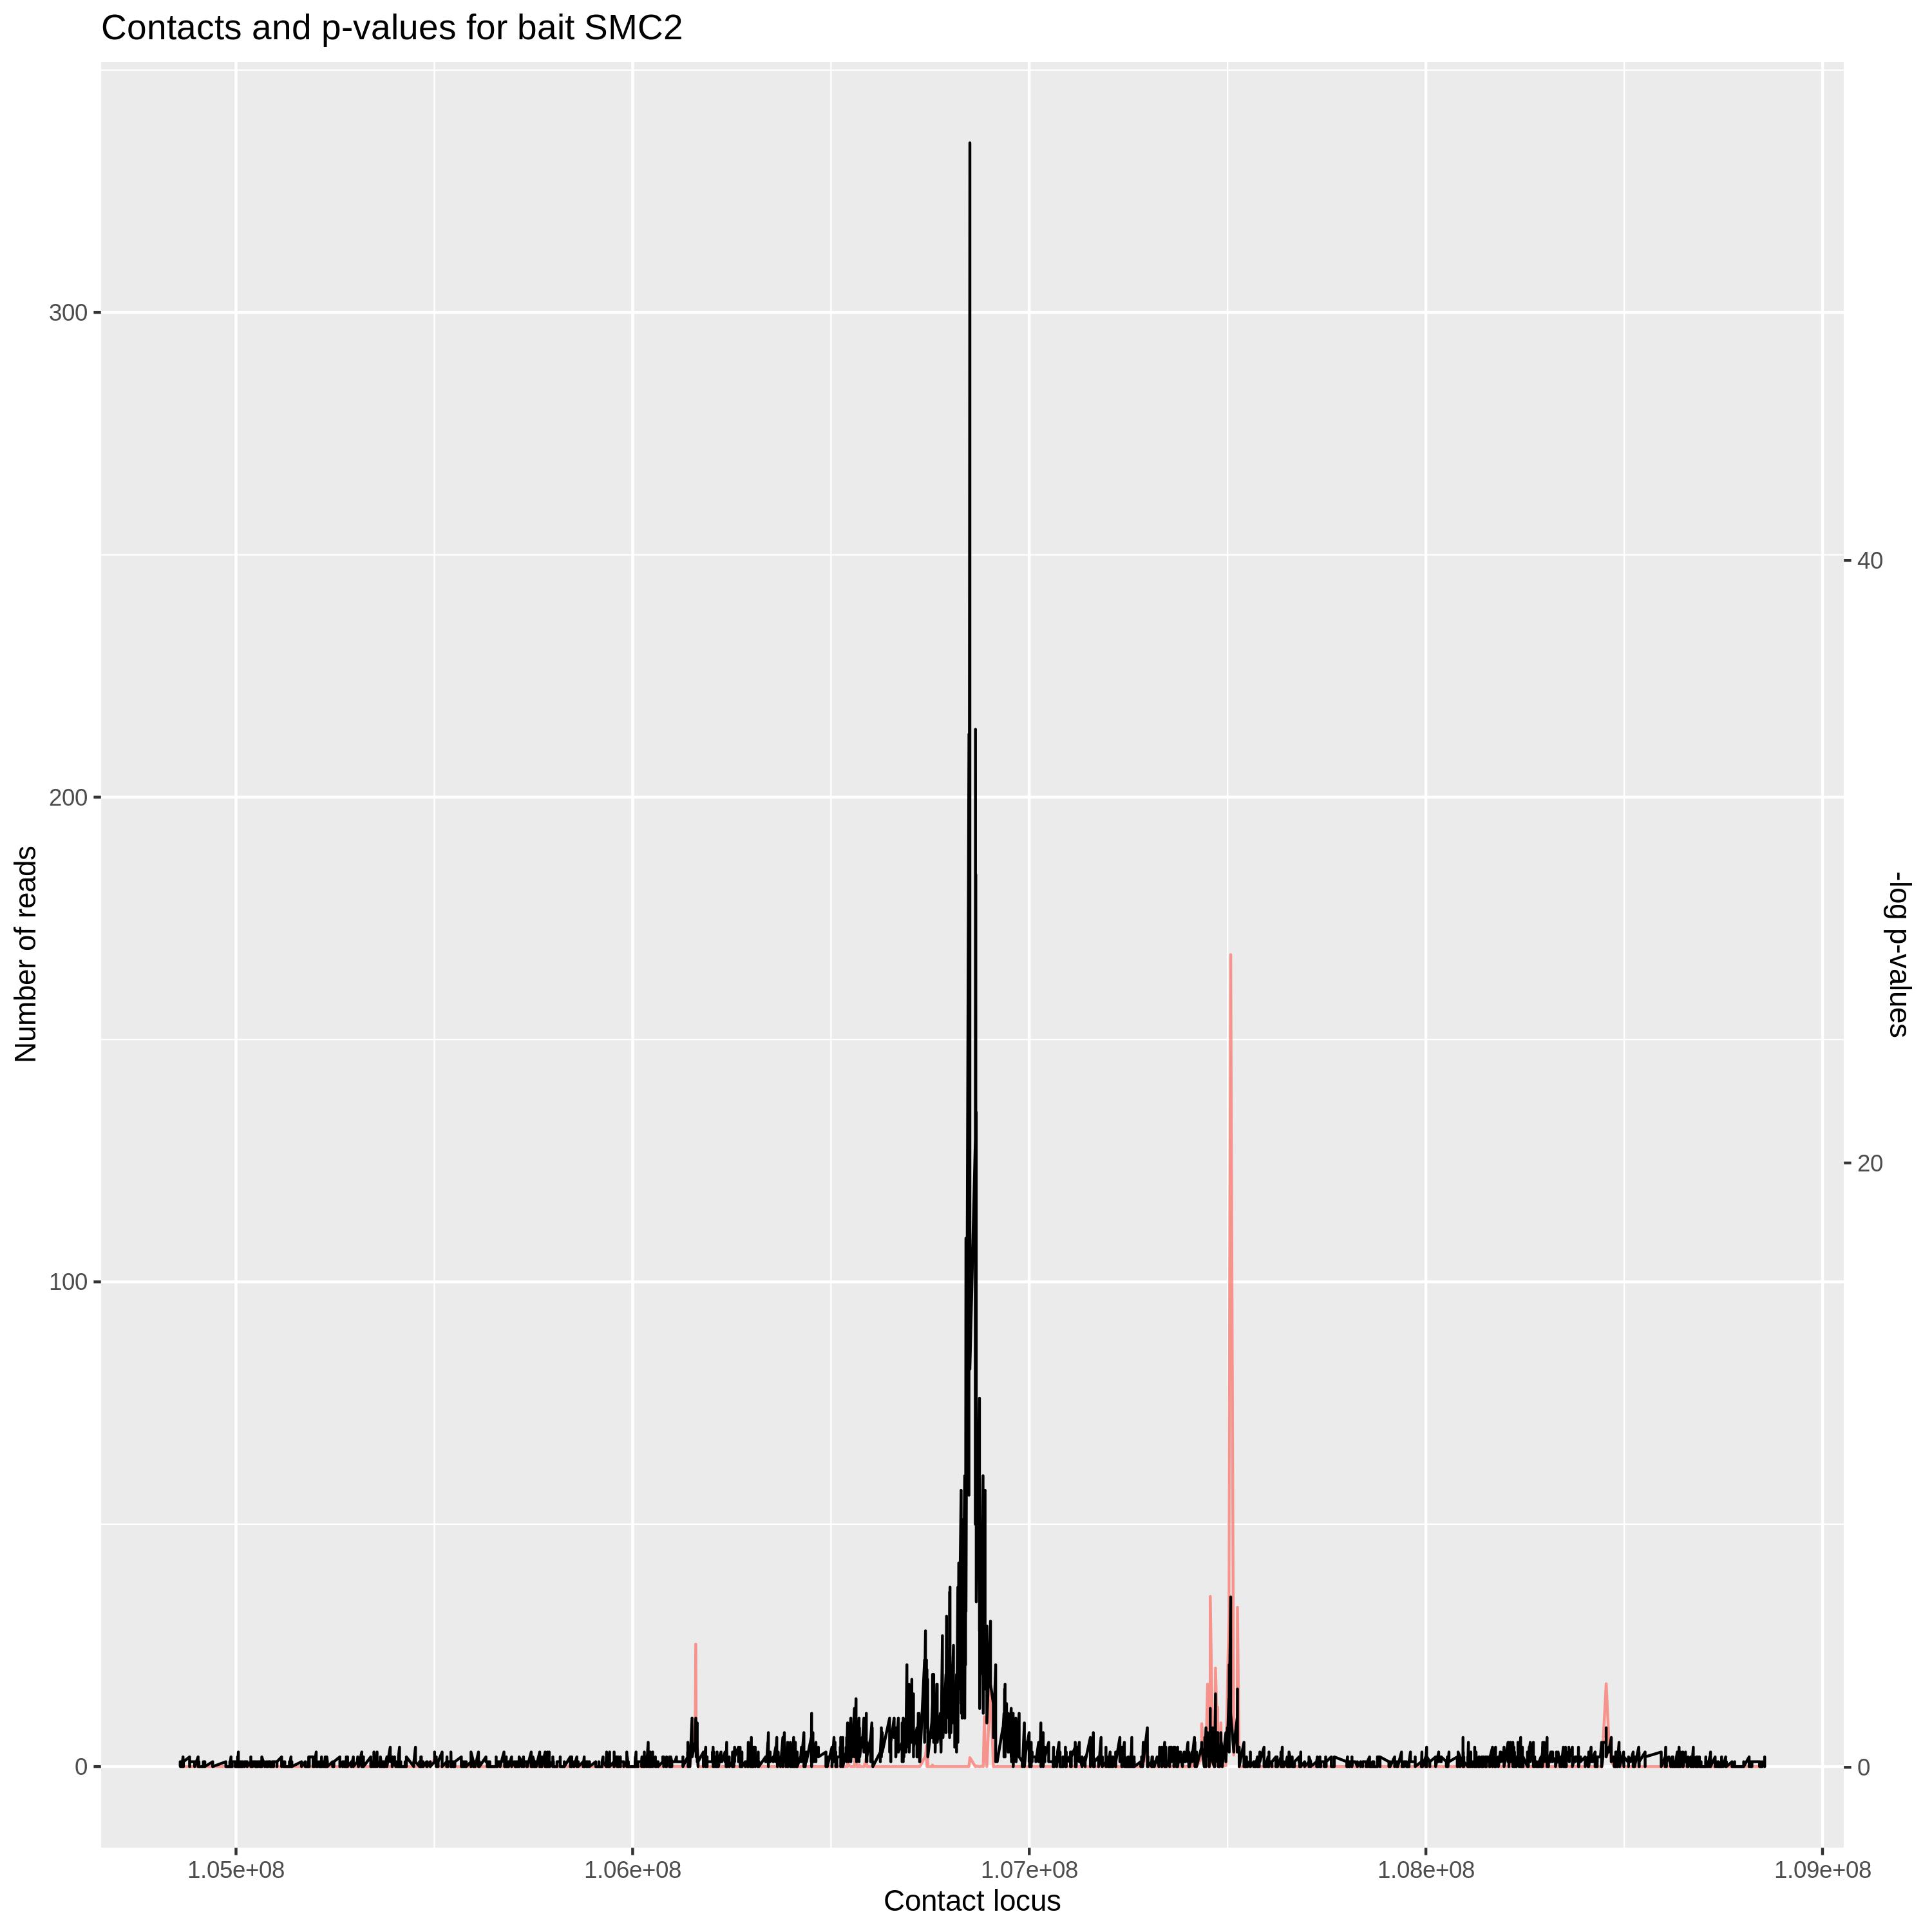 Contacts and p-values for bait SMC2
300
200
100
0
Number of reads
40
20
0
-log p-values
1.05e+08
1.06e+08
1.07e+08
1.08e+08
1.09e+08
Contact locus